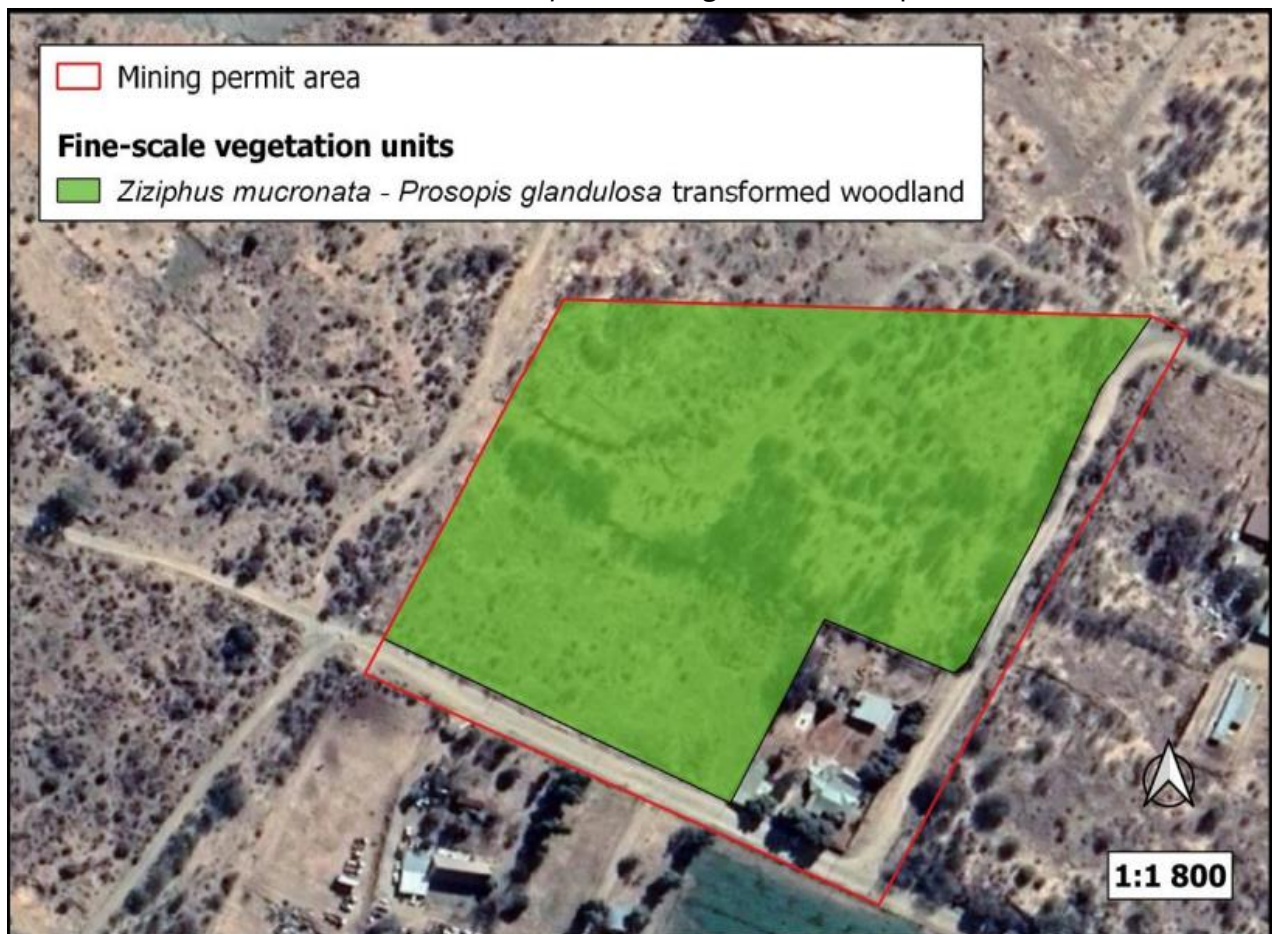 Mining permit area
Fine-scale vegetation units
Ziziphus mucronata - Prosopis glandulosa transformed woodland
1:1 800